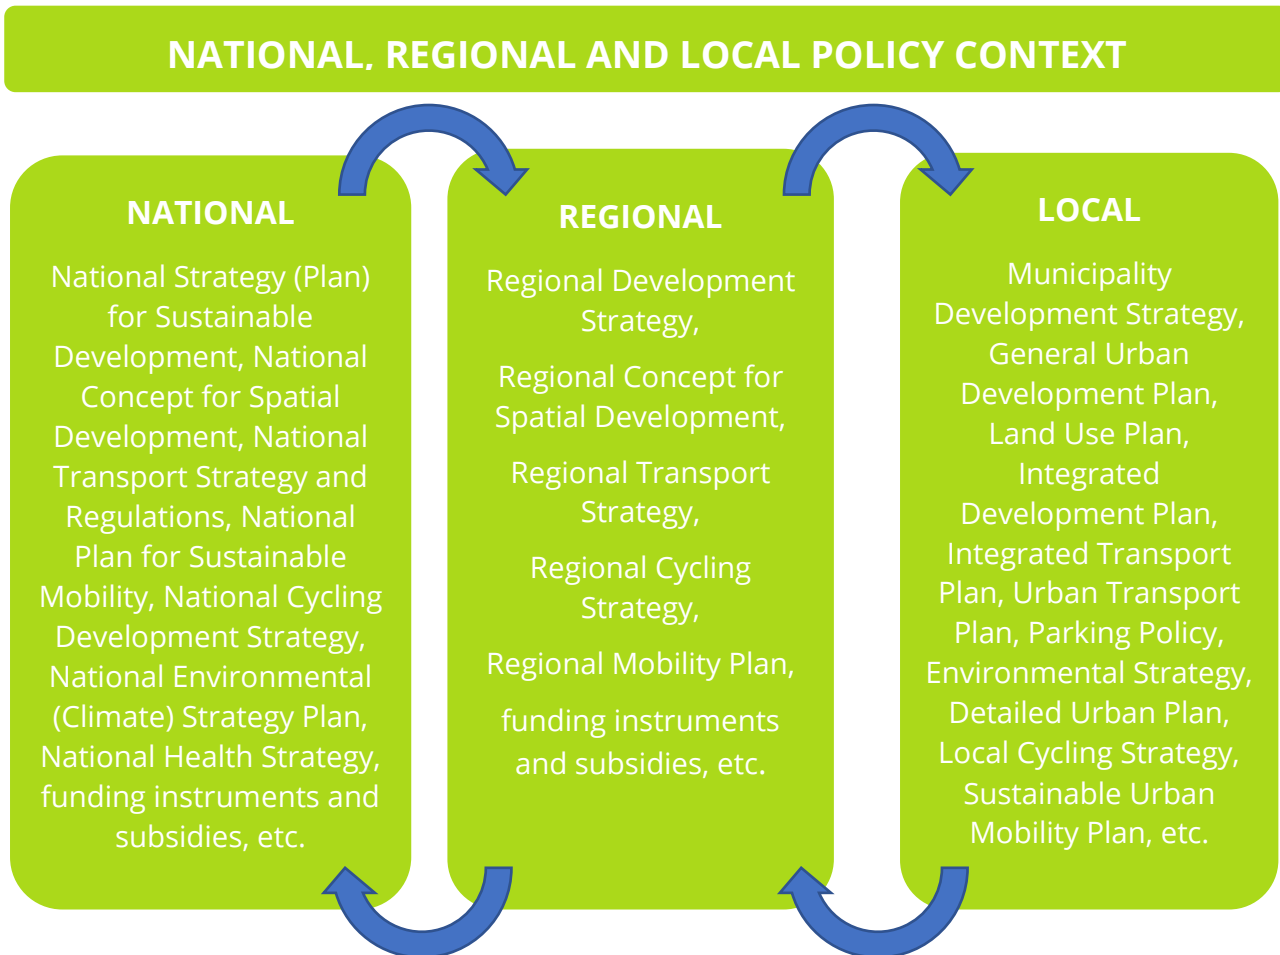 NATIONAL, REGIONAL AND LOCAL POLICY CONTEXT
NATIONAL
National Strategy (Plan)
for Sustainable
Development, National
Concept for Spatial
Development, National
Transport Strategy and
Regulations, National
Plan for Sustainable
Mobility, National Cycling
Development Strategy,
National Environmental
(Climate) Strategy Plan,
National Health Strategy,
funding instruments and
subsidies, etc.
REGIONAL
Regional Development
Strategy,
Regional Concept for
Spatial Development,
Regional Transport
Strategy,
Regional Cycling
Strategy,
Regional Mobility Plan,
funding instruments
and subsidies, etc.
LOCAL
Municipality
Development Strategy,
General Urban
Development Plan,
Land Use Plan,
Integrated
Development Plan,
Integrated Transport
Plan, Urban Transport
Plan, Parking Policy,
Environmental Strategy,
Detailed Urban Plan,
Local Cycling Strategy,
Sustainable Urban
Mobility Plan, etc.